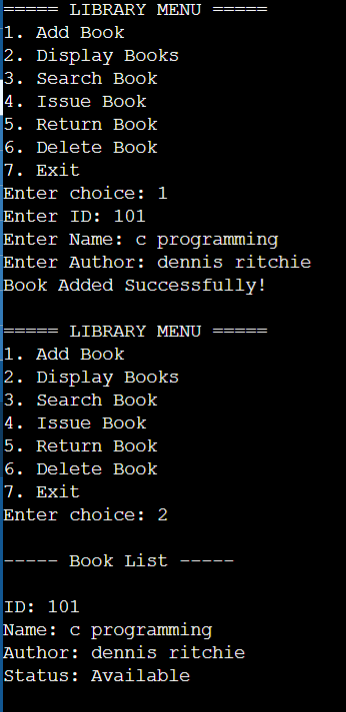 ===== LIBRARY MENU =====
1. Add Book
2. Display Books
3. Search Book
4. Issue Book
5. Return Book
6. Delete Book
7. Exit
Enter choice: 1
Enter ID: 101
Enter Name: c programming
Enter Author: dennis ritchie
Book Added Successfully!

===== LIBRARY MENU =====
1. Add Book
2. Display Books
3. Search Book
4. Issue Book
5. Return Book
6. Delete Book
7. Exit
Enter choice: 2

----- Book List -----

ID: 101
Name: c programming
Author: dennis ritchie
Status: Available